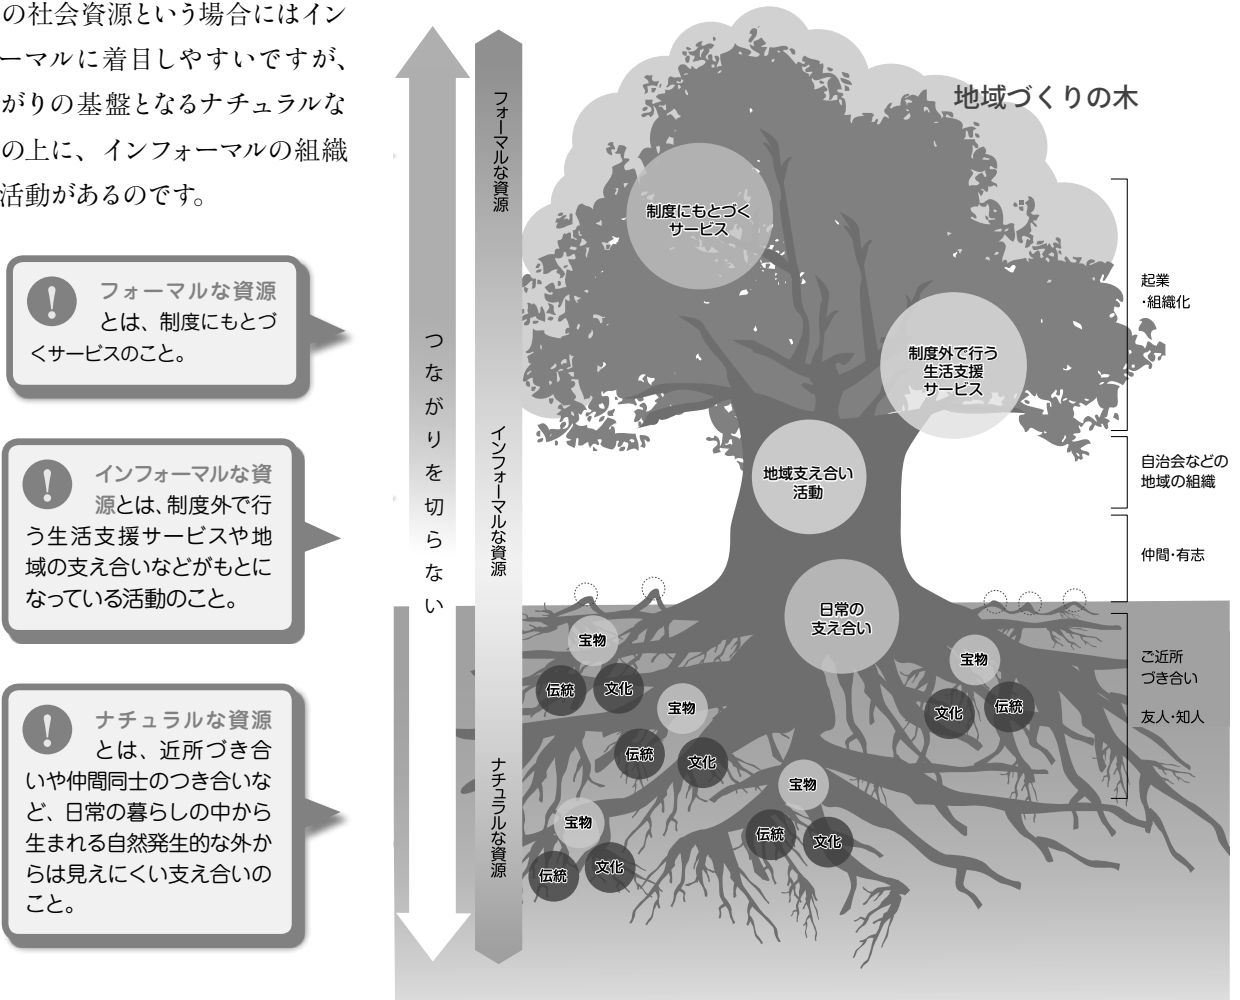 の社会資源という場合にはイン
ーマルに着目しやすいですが、
がりの基盤となるナチュラルな
の上に、インフォーマルの組織
活動があるのです。
フォーマルな資源
とは、制度にもとづ
くサービスのこと。
インフォーマルな資
源とは、制度外で行
う生活支援サービスや地
域の支え合いなどがもとに
なっている活動のこと。
ナチュラルな資源
とは、近所づき合
いや仲間同士のつき合いな
ど、日常の暮らしの中から
生まれる自然発生的な外か
らは見えにくい支え合いの
こと。
つながりを切らない
フォーマルな資源
インフォーマルな資源
ナチュラルな資源
地域づくりの木
制度にもとづく
サービス
制度外で行う
生活支援
サービス
地域支え合い
活動
日常の
支え合い
宝物
伝統
文化
宝物
伝統
文化
宝物
伝統
文化
宝物
伝統
文化
宝物
文化
伝統
起業
・組織化
自治会などの
地域の組織
仲間・有志
ご近所
づき合い
友人・知人